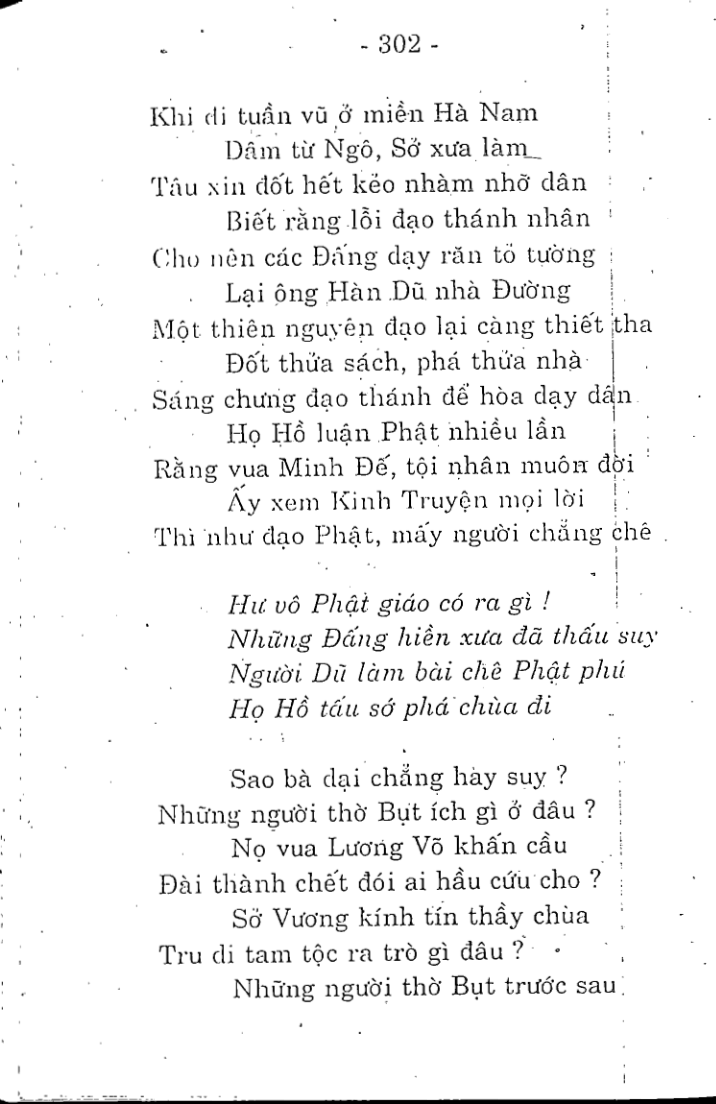 - 302 -
Khi di tuần vũ ở miền Hà Nam
Dâm từ Ngô, Sở xưa làm
Tâu xin đốt hết kẻo nhàm nhỡ dân
Biết rằng lỗi đạo thánh nhân
Cho nên các Đấng dạy răn tỏ tường
Lại ông Hàn Dũ nhà Đường
Một thiên nguyên đạo lại càng thiết tha
Đốt thửa sách, phá thửa nhà
Sáng chưng đạo thánh để hòa dạy dân
Họ Hồ luận Phật nhiều lần
Rằng vua Minh Đế, tội nhân muôn đời
Ấy xem Kinh Truyện mọi lời
Thì như đạo Phật, mấy người chẳng chê
Hư vô Phật giáo có ra gì !
Những Đấng hiền xưa đã thấu suy
Người Dũ làm bài chê Phật phú
Họ Hồ tấu sớ phá chùa đi
Sao bà dại chẳng hãy suy ?
Những người thờ Bụt ích gì ở đâu ?
Nọ vua Lương Võ khấn cầu
Đài thành chết đói ai hầu cứu cho ?
Sở Vương kính tín thầy chùa
Tru di tam tộc ra trò gì đâu ?
Những người thờ Bụt trước sau